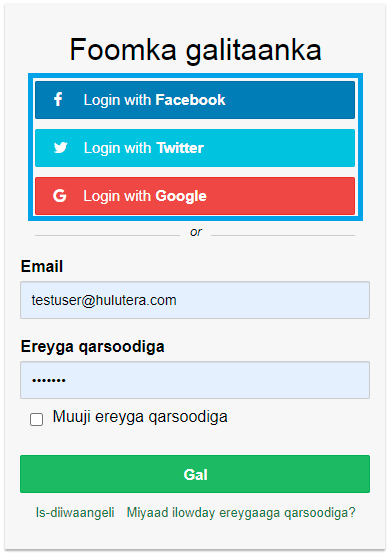 Foomka galitaanka
Login with Facebook
Login with Twitter
Login with Google
or
Email
testuser@hulutera.com
Ereyga qarsoodiga
•••••••
Muuji ereyga qarsoodiga
Gal
Is-diiwaangeli Miyaad ilowday ereygaaga qarsoodiga?